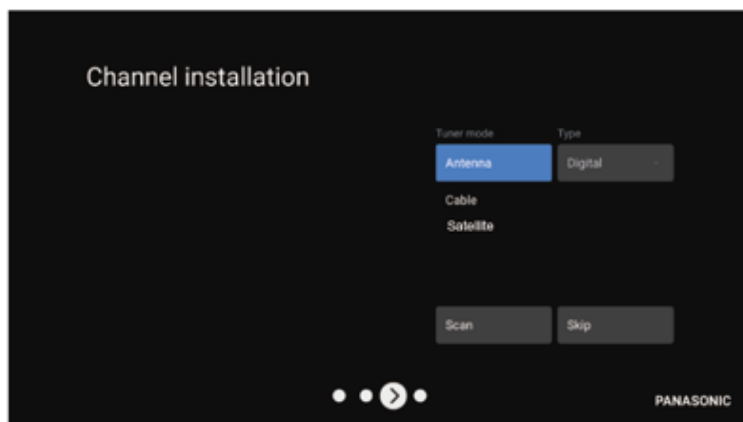 Channel installation
Tuner mode Type
Antenna Digital
Cable
Satellite
Scan Skip
PANASONIC